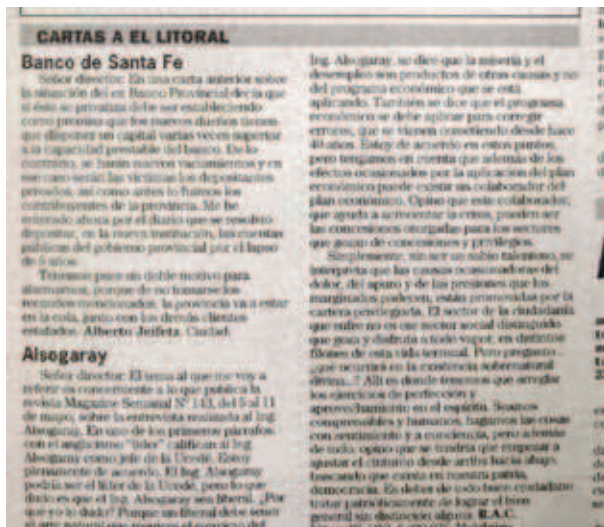 CARTAS A EL LITORAL
Banco de Santa Fe
Señor director: En una carta anterior sobre
la situación del ex Banco Provincial decía que
si éste se privatiza debe ser estableciendo
como premisa que los nuevos dueños tienen
que disponer un capital varias veces superior
a la capacidad prestable del banco. De lo
contrario, se harán nuevos vaciamientos y en
ese caso serán las víctimas los depositantes
privados, así como antes lo fuimos los
contribuyentes de la provincia. Me he
enterado ahora por el diario que se resolvió
depositar, en la nueva institución, las cuentas
públicas del gobierno provincial por el lapso
de 5 años.
Tenemos pues un doble motivo para
alarmarnos, porque de no tomarse los
recaudos mencionados, la provincia va a estar
en la cola, junto con los demás clientes
estafados. Alberto Ciudad.
Alsogaray
Señor director: El tema al que me voy a
referir es concerniente a lo que publica la
revista Magazine Semanal Nº 143, del 5 al 11
de mayo, sobre la entrevista realizada al Ing.
Alsogaray. En uno de los primeros párrafos,
con el anglicismo "líder" califican al Ing.
Alsogaray como jefe de la Ucedé. Estoy
plenamente de acuerdo. El Ing. Alsogaray
podría ser el líder de la Ucedé, pero lo que
dudo es que el Ing. Alsogaray sea liberal. ¿Por
qué yo lo dudo? Porque un liberal debe tener
el arte natural que requiere el ejercicio del
Ing. Alsogaray, se dice que la miseria y el
desempleo son productos de otras causas y no
del programa económico que se está
aplicando. También se dice que el programa
económico se debe aplicar para corregir
errores, que se vienen cometiendo desde hace
40 años. Estoy de acuerdo en estos puntos,
pero tengamos en cuenta que además de los
efectos ocasionados por la aplicación del plan
económico puede existir un colaborador del
plan económico. Opino que este colaborador,
que ayuda a acrecentar la crisis, pueden ser
las concesiones otorgadas para los sectores
que gozan de concesiones y privilegios.
Simplemente, sin ser un sabio talentoso, se
interpreta que las causas ocasionadoras del
dolor, del apuro y de las presiones que los
marginados padecen, están promovidas por la
cartera El sector de la ciudadanía
que sufre no es ese sector social distinguido
que goza y disfruta a todo vapor, en distintos
filones de esta vida terrenal. Pero pregunto...
¿qué ocurrirá en la existencia sobrenatural
divina...? Allí es donde tenemos que arreglar
los ejercicios de perfección y
aprovechamiento en el espíritu. Seamos
comprensibles y humanos, hagamos las cosas
con sentimiento y a conciencia, pero además
de todo, opino que se tendría que empezar a
ajustar el cinturón desde arriba hacia abajo,
buscando que exista en nuestra patria,
democracia. Es deber de todo buen ciudadano
tratar patrióticamente de lograr el bien
general sin distinción alguna. R.A.C.